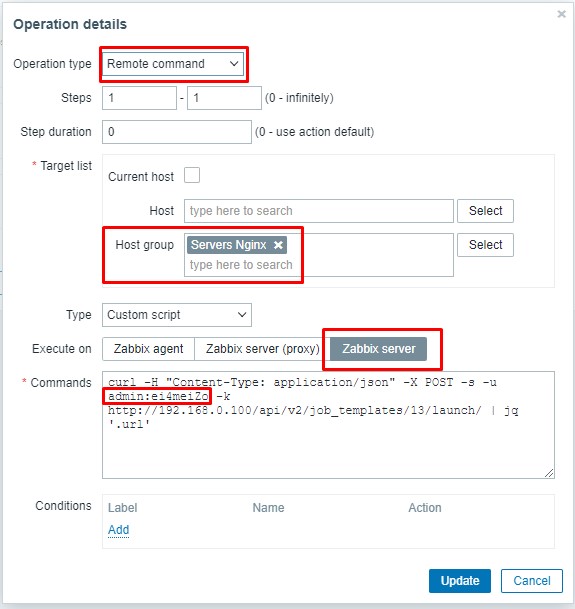 Operation details
Operation type Remote command
Steps 1 - 1 (0 - infinitely)
Step duration 0 (0 - use action default)
* Target list
Current host
Host type here to search Select
Host group Servers Nginx Select
type here to search
Type Custom script
Execute on Zabbix agent Zabbix server (proxy) Zabbix server
* Commands curl -H "Content-Type: application/json" -X POST -s -u
admin:ei4meiZo -k
http://192.168.0.100/api/v2/job_templates/13/launch/ | jq
'.url'
Conditions Label Name Action
Add
Update Cancel